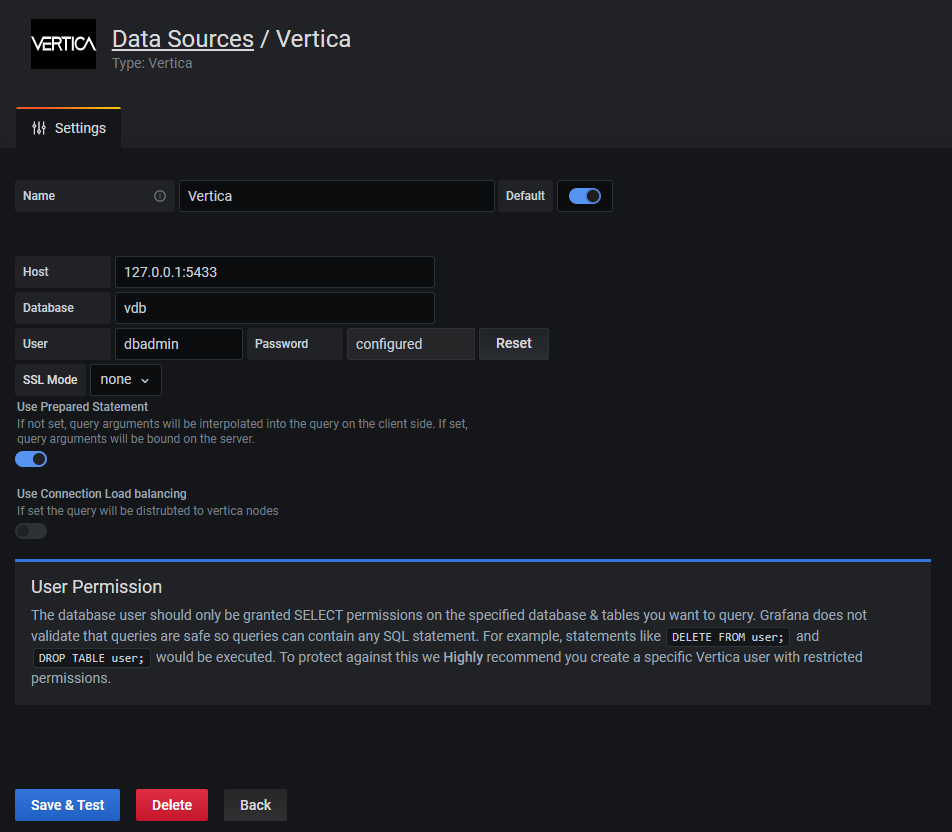 VERTICA
Data Sources / Vertica
Type: Vertica
Settings
Name Vertica Default
Host 127.0.0.1:5433
Database vdb
User dbadmin Password configured Reset
SSL Mode none
Use Prepared Statement
If not set, query arguments will be interpolated into the query on the client side. If set,
query arguments will be bound on the server.
Use Connection Load balancing
If set the query will be distrubted to vertica nodes
User Permission
The database user should only be granted SELECT permissions on the specified database & tables you want to query. Grafana does not
validate that queries are safe so queries can contain any SQL statement. For example, statements like DELETE FROM user; and
DROP TABLE user; would be executed. To protect against this we Highly recommend you create a specific Vertica user with restricted
permissions.
Save & Test Delete Back